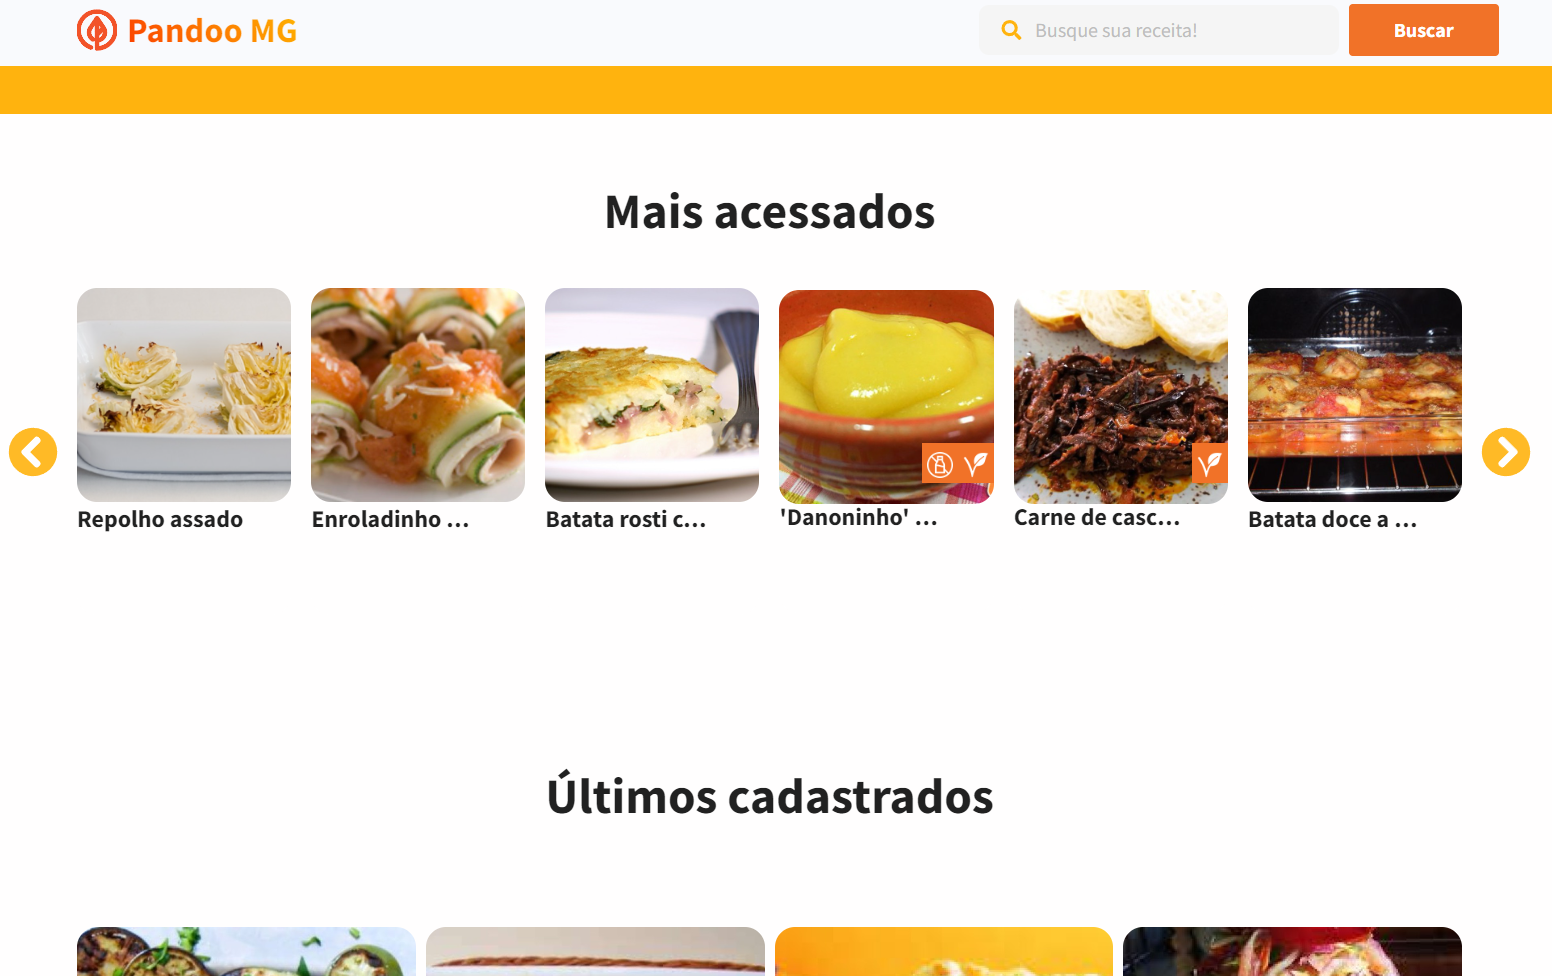 Pandoo MG
Busque sua receita!
Buscar
Mais acessados
Repolho assado
Enroladinho ...
Batata rosti c...
'Danoninho' ...
Carne de casc...
Batata doce a ...
Últimos cadastrados